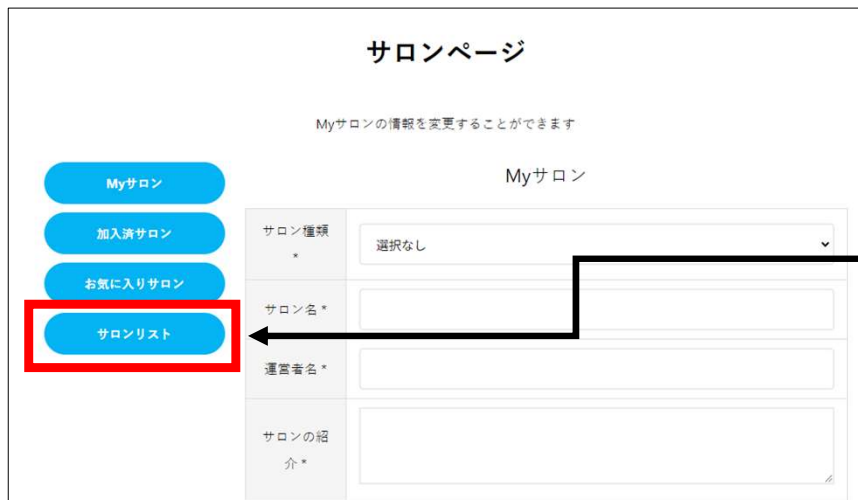 サロンページ
Myサロンの情報を変更することができます
Myサロン
加入済サロン
お気に入りサロン
サロンリスト
Myサロン
サロン種類
*
選択なし
サロン名 *
運営者名 *
サロンの紹
介 *